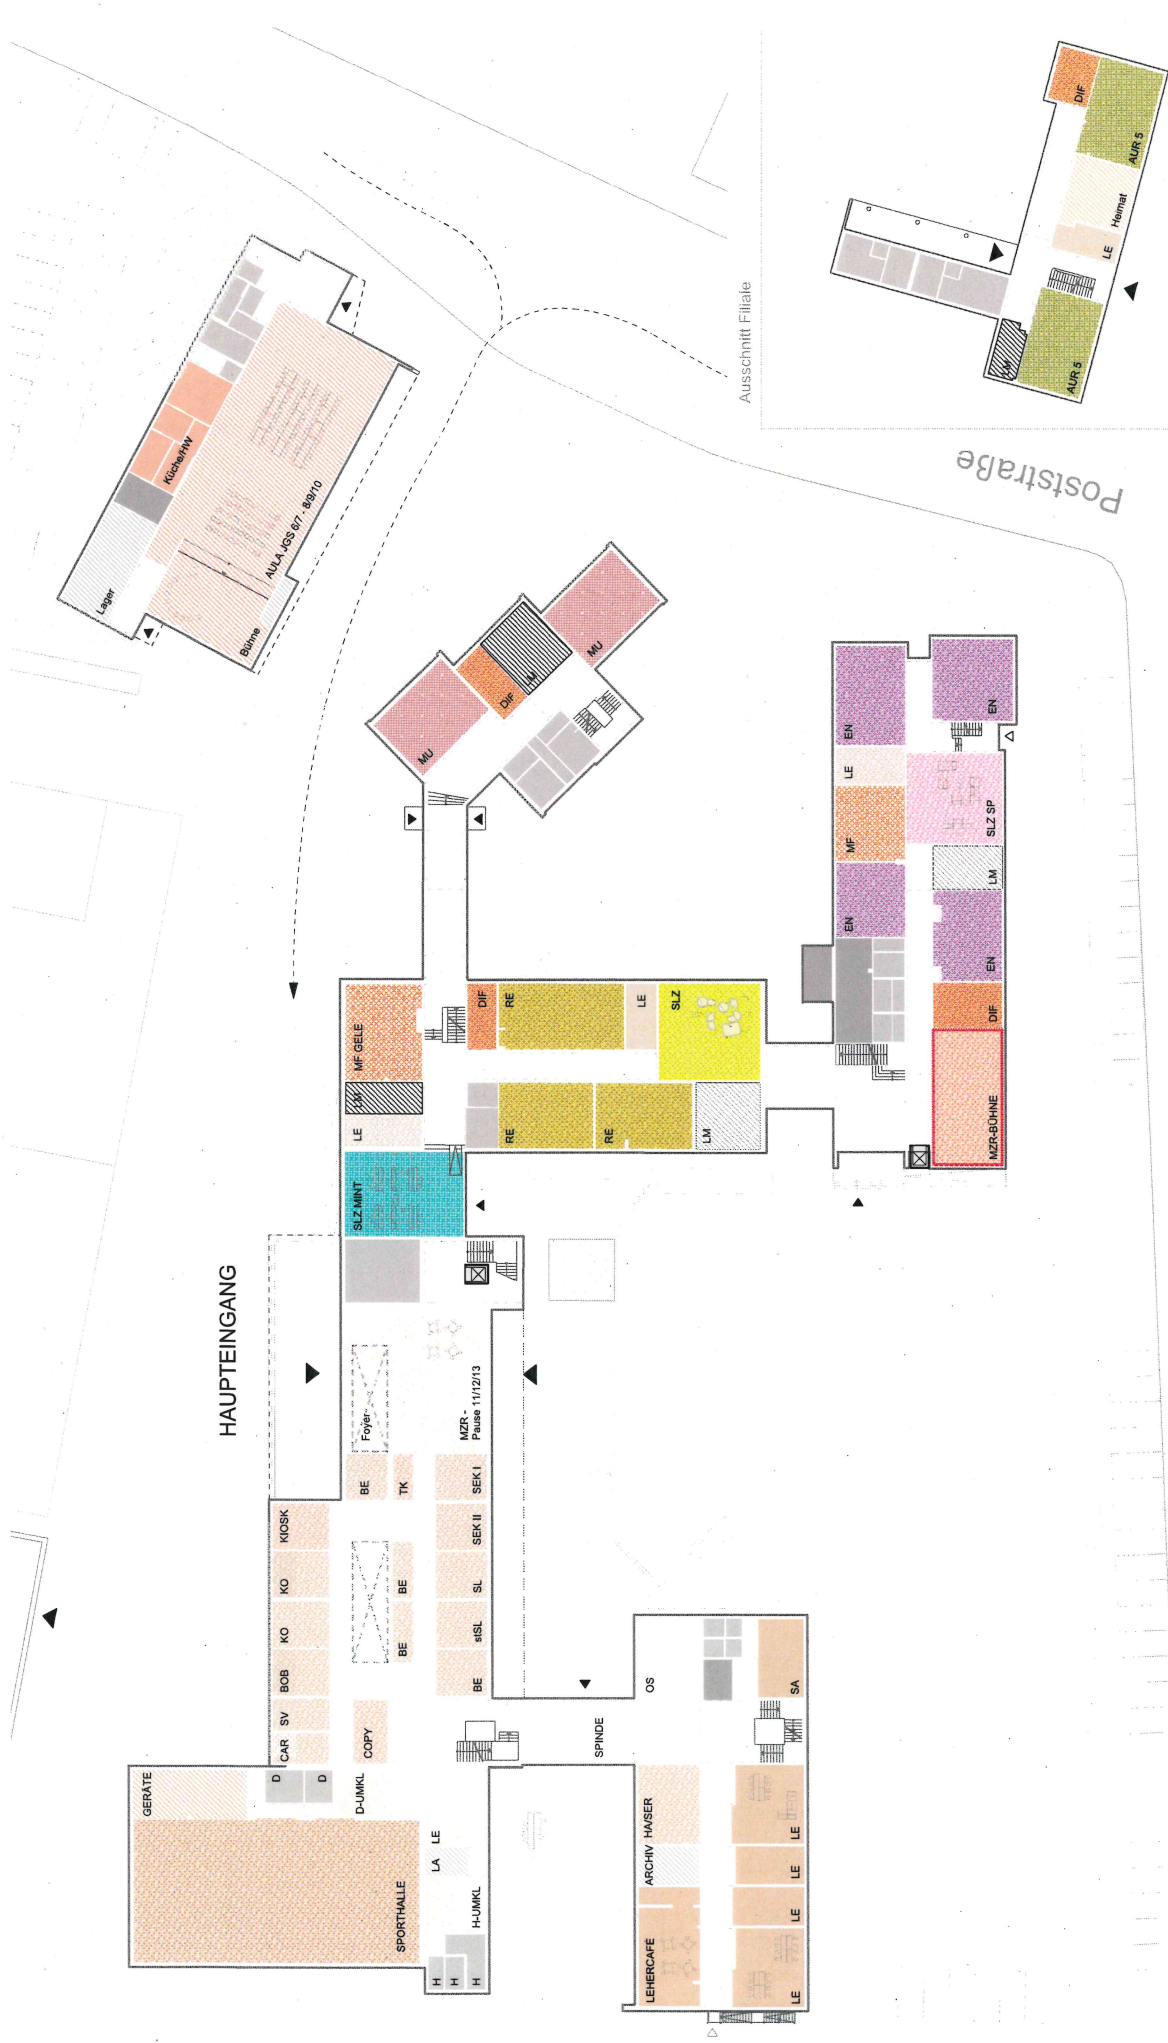 DIF
AUR 5
Heimat
LE
LM
AUR 5
Ausschnitt Filiale
Poststraße
Küche/HW
Lager
AULA JGS 6/7 - 8/9/10
Bühne
MU
DIF
MU
EN
EN
LE
MF
SLZ SP
EN
LM
EN
DIF
MZR-BÜHNE
MF GELE
DIF
RE
LE
SLZ
LM
LE
RE
RE
LM
SLZ MINT
HAUPTEINGANG
Foyer
MZR -
Pause 11/12/13
BE
TK
SEK I
KIOSK
SEK II
KO
BE
SL
KO
BE
stSL
BOB
BE
SV
CAR
COPY
OS
SA
SPINDE
GERÄTE
D
D
D-UMKL
SPORTHALLE
LE
LA
H-UMKL
H
H
H
HA/SER
ARCHIV
LEHERCAFÉ
LE
LE
LE
LE